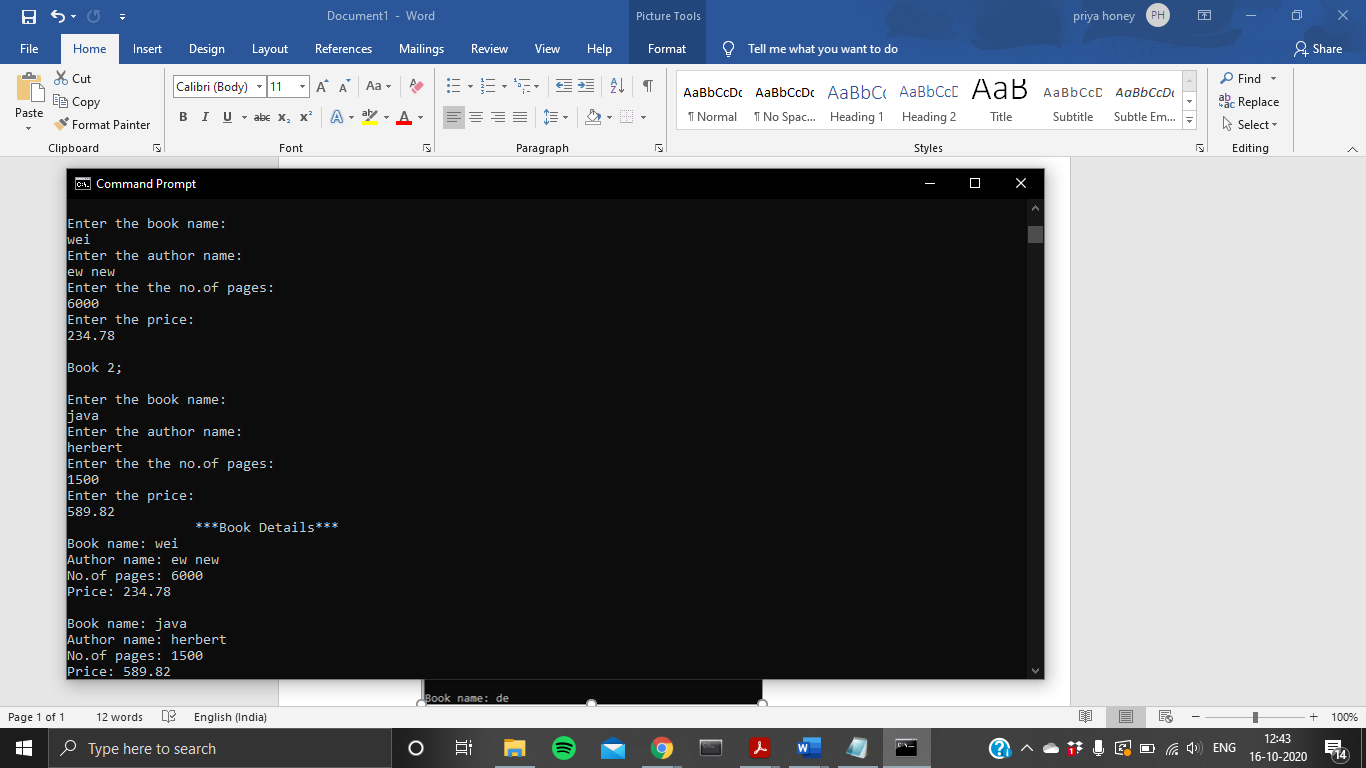 Document1 - Word
Picture Tools
priya honey
PH
File Home Insert Design Layout References Mailings Review View Help Format Tell me what you want to do Share
Paste
Cut
Copy
Format Painter
Clipboard
Calibri (Body) 11
Font
Paragraph
AaBbCcDc AaBbCcDc AaBbCc AaBbCcD AaB AaBbCcD AaBbCcDc
¶ Normal ¶ No Spac... Heading 1 Heading 2 Title Subtitle Subtle Em...
Styles
Find
Replace
Select
Editing
Command Prompt
Enter the book name:
wei
Enter the author name:
ew new
Enter the the no.of pages:
6000
Enter the price:
234.78
Book 2;
Enter the book name:
java
Enter the author name:
herbert
Enter the the no.of pages:
1500
Enter the price:
589.82
***Book Details***
Book name: wei
Author name: ew new
No.of pages: 6000
Price: 234.78
Book name: java
Author name: herbert
No.of pages: 1500
Price: 589.82
Book name: de
Page 1 of 1 12 words English (India) 100%
Type here to search
ENG
12:43
16-10-2020
14